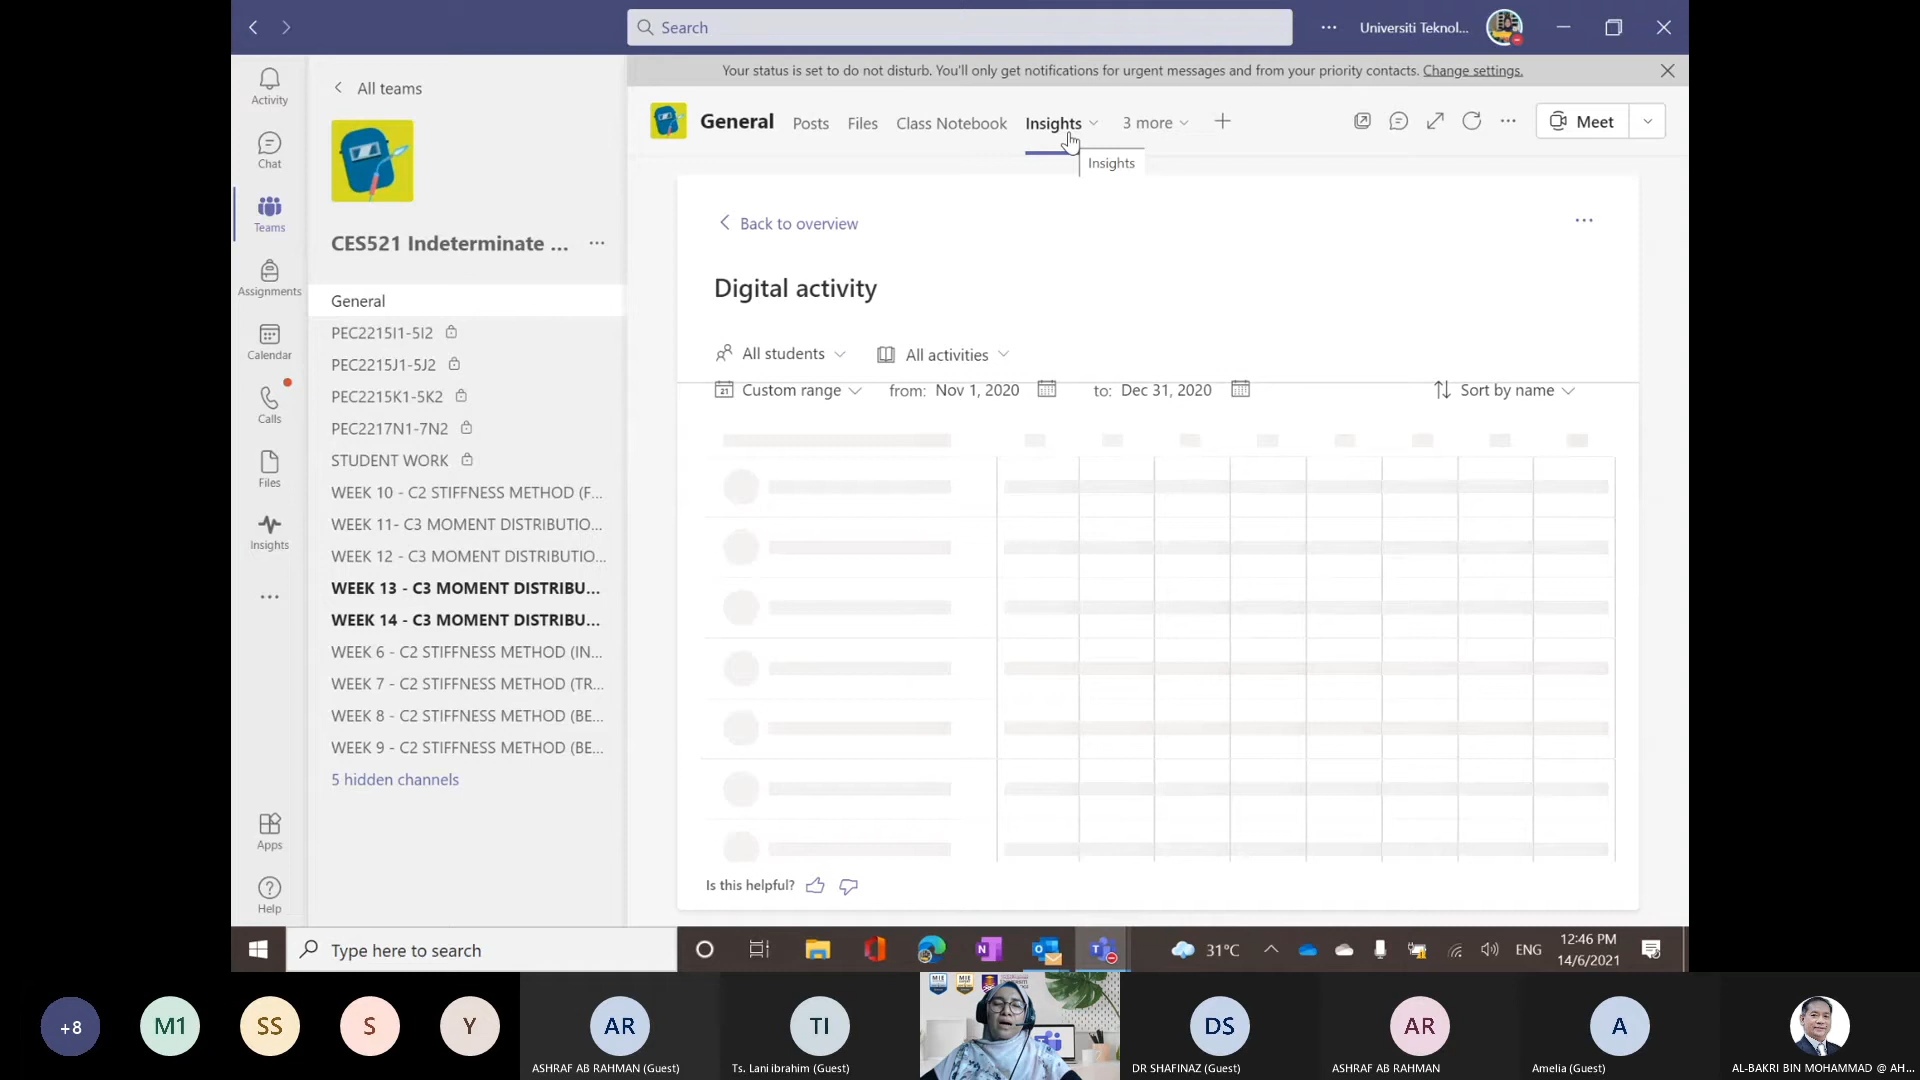 Search
Universiti Teknol...
Your status is set to do not disturb. You'll only get notifications for urgent messages and from your priority contacts. Change settings.
Activity
Chat
Teams
Assignments
Calendar
Calls
Files
Insights
Apps
Help
All teams
CES521 Indeterminate ...
General
PEC2215I1-5I2
PEC2215J1-5J2
PEC2215K1-5K2
PEC2217N1-7N2
STUDENT WORK
WEEK 10 - C2 STIFFNESS METHOD (F...
WEEK 11- C3 MOMENT DISTRIBUTIO...
WEEK 12 - C3 MOMENT DISTRIBUTIO...
WEEK 13 - C3 MOMENT DISTRIBU...
WEEK 14 - C3 MOMENT DISTRIBU...
WEEK 6 - C2 STIFFNESS METHOD (IN...
WEEK 7 - C2 STIFFNESS METHOD (TR...
WEEK 8 - C2 STIFFNESS METHOD (BE...
WEEK 9 - C2 STIFFNESS METHOD (BE...
5 hidden channels
General Posts Files Class Notebook Insights 3 more
Meet
Insights
Back to overview
Digital activity
All students All activities
Custom range from: Nov 1, 2020 to: Dec 31, 2020 Sort by name
Is this helpful?
Type here to search
31°C
ENG
12:46 PM
14/6/2021
+8
M1
SS
S
Y
AR
ASHRAF AB RAHMAN (Guest)
TI
Ts. Lani ibrahim (Guest)
DS
DR SHAFINAZ (Guest)
AR
ASHRAF AB RAHMAN
A
Amelia (Guest)
AL-BAKRI BIN MOHAMMAD @ AH...